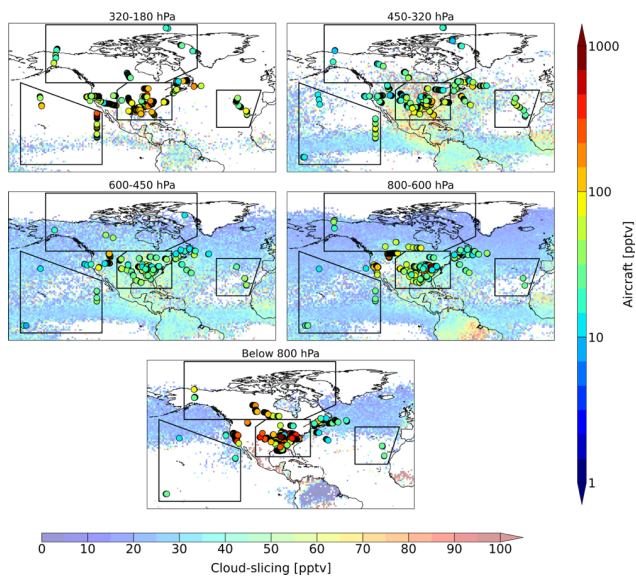 320-180 hPa
450-320 hPa
600-450 hPa
800-600 hPa
Below 800 hPa
1000
100
10
1
Aircraft [pptv]
0 10 20 30 40 50 60 70 80 90 100
Cloud-slicing [pptv]